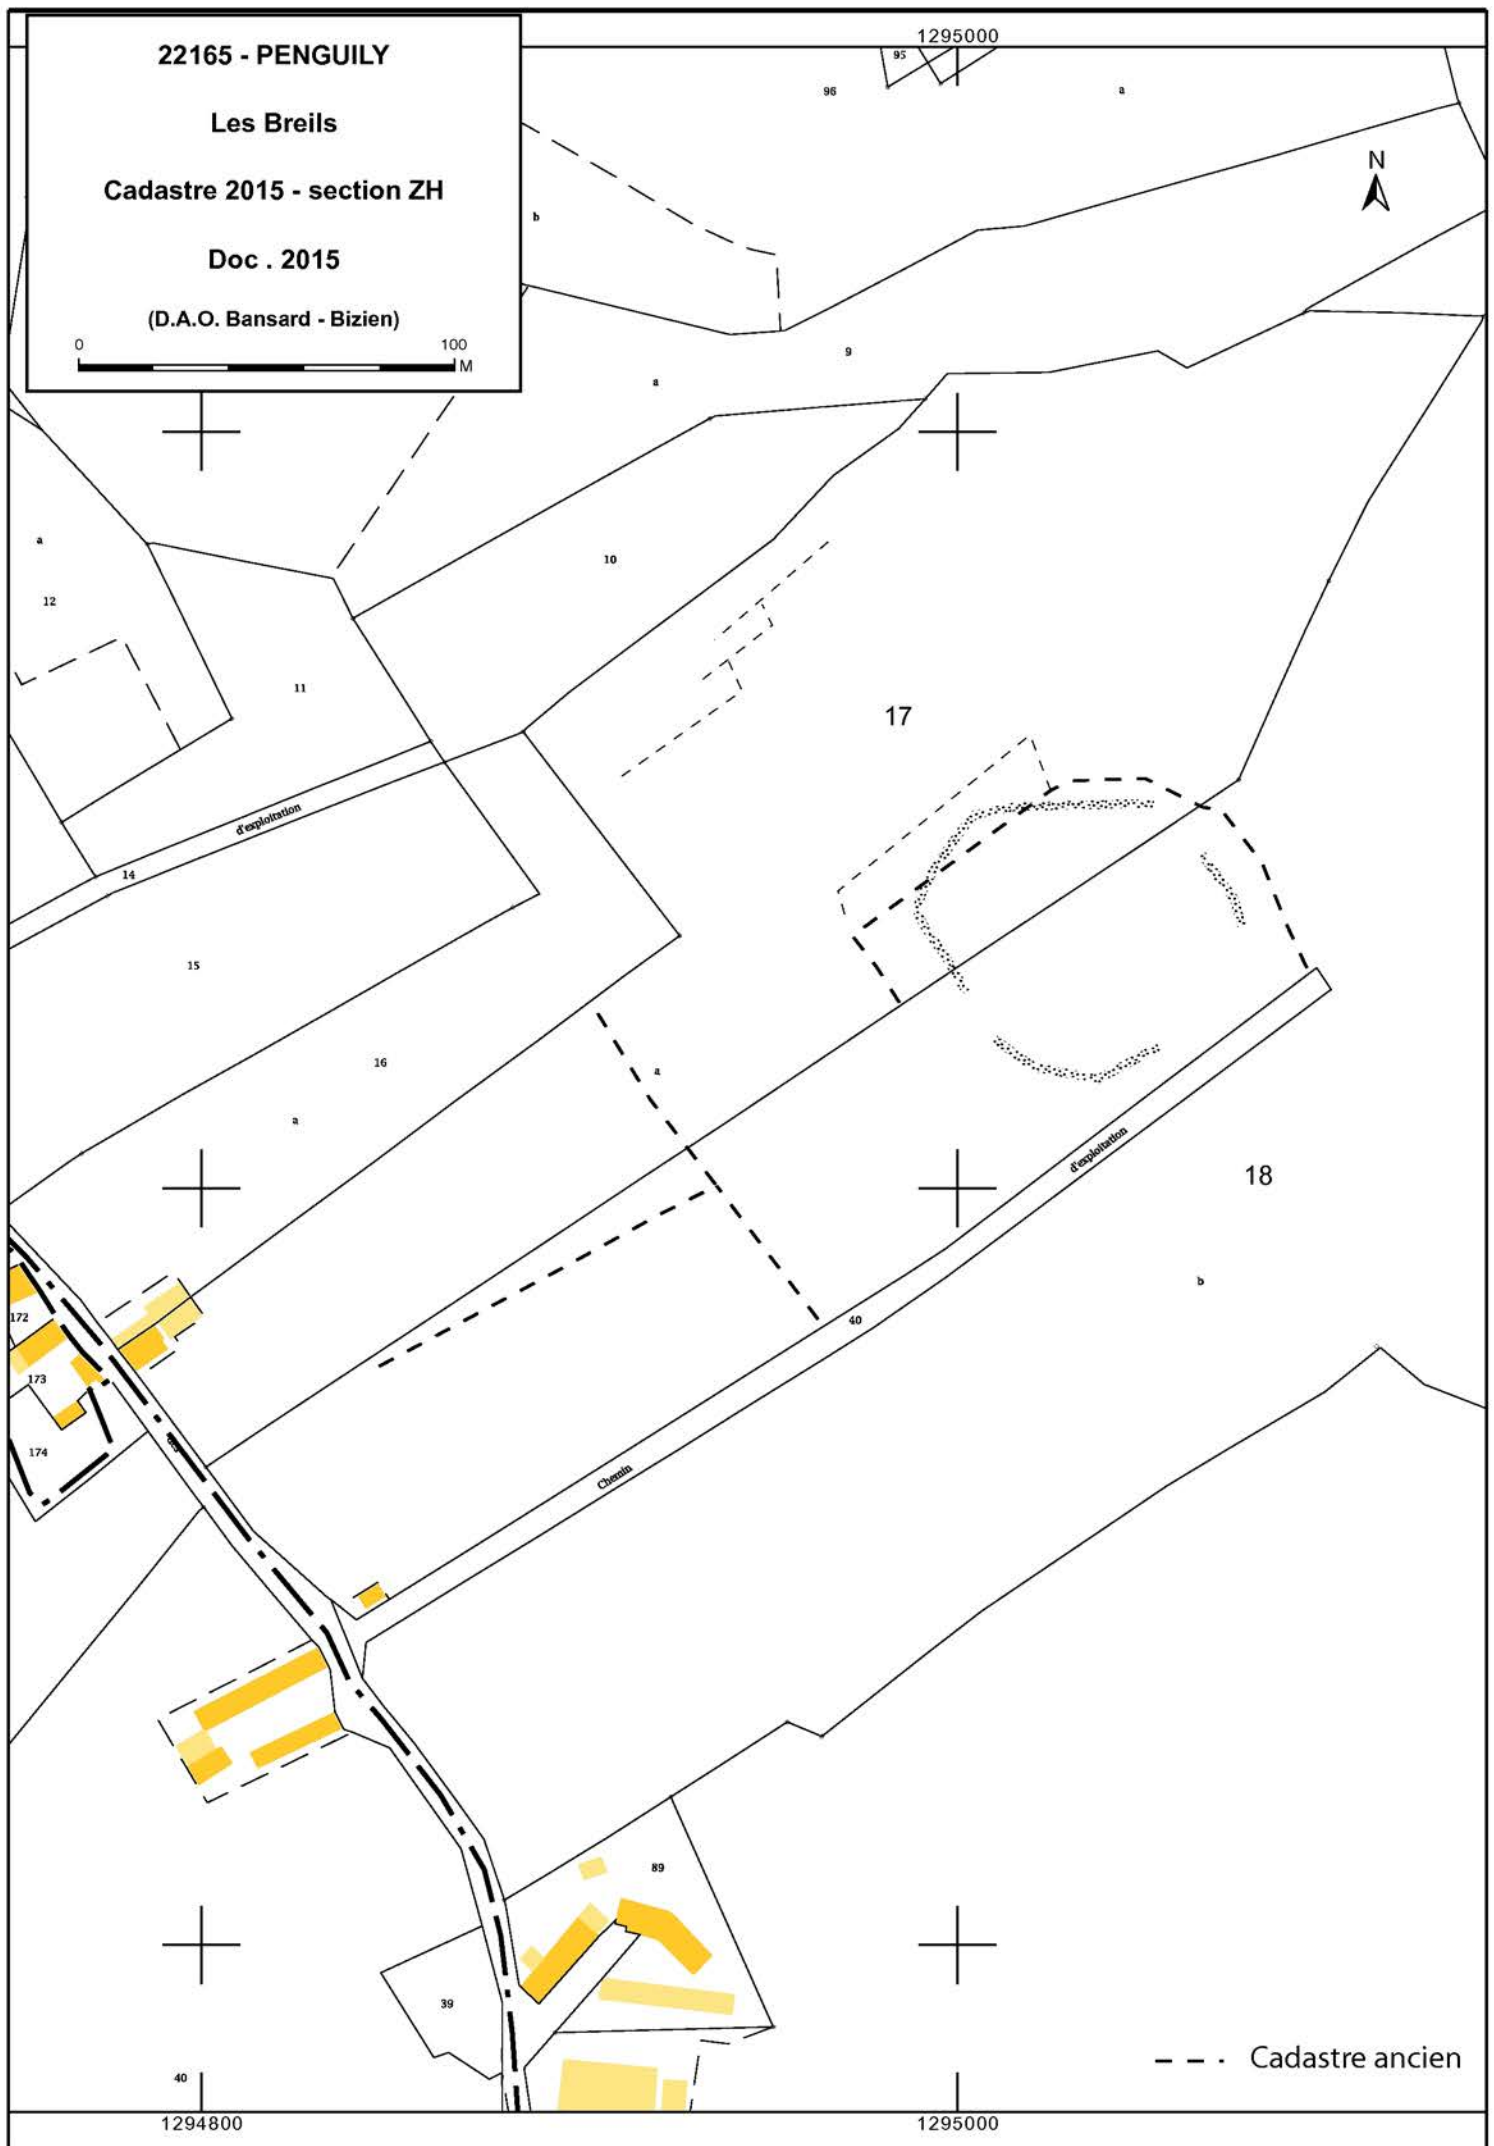 22165 - PENGUILY
Les Breils
Cadastre 2015 - section ZH
Doc . 2015
(D.A.O. Bansard - Bizien)
0 100
M
1295000
95
96
a
N
b
9
a
a
10
12
11
17
d'exploitation
14
15
16
a
a
d'exploitation
18
b
172
40
173
174
Chemin
89
39
40
Cadastre ancien
1294800
1295000